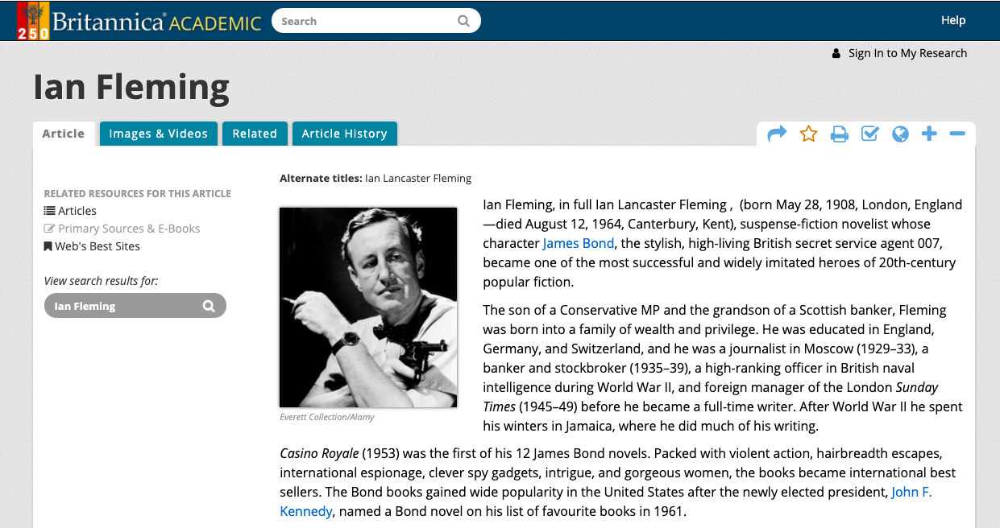 250 Britannica® ACADEMIC Search Help
Sign In to My Research
Ian Fleming
Article Images & Videos Related Article History
RELATED RESOURCES FOR THIS ARTICLE
Articles
Primary Sources & E-Books
Web's Best Sites
View search results for:
Ian Fleming
Alternate titles: Ian Lancaster Fleming
Everett Collection/Alamy
Ian Fleming, in full Ian Lancaster Fleming , (born May 28, 1908, London, England
—died August 12, 1964, Canterbury, Kent), suspense-fiction novelist whose
character James Bond, the stylish, high-living British secret service agent 007,
became one of the most successful and widely imitated heroes of 20th-century
popular fiction.
The son of a Conservative MP and the grandson of a Scottish banker, Fleming
was born into a family of wealth and privilege. He was educated in England,
Germany, and Switzerland, and he was a journalist in Moscow (1929–33), a
banker and stockbroker (1935–39), a high-ranking officer in British naval
intelligence during World War II, and foreign manager of the London Sunday
Times (1945–49) before he became a full-time writer. After World War II he spent
his winters in Jamaica, where he did much of his writing.
Casino Royale (1953) was the first of his 12 James Bond novels. Packed with violent action, hairbreadth escapes,
international espionage, clever spy gadgets, intrigue, and gorgeous women, the books became international best
sellers. The Bond books gained wide popularity in the United States after the newly elected president, John F.
Kennedy, named a Bond novel on his list of favourite books in 1961.